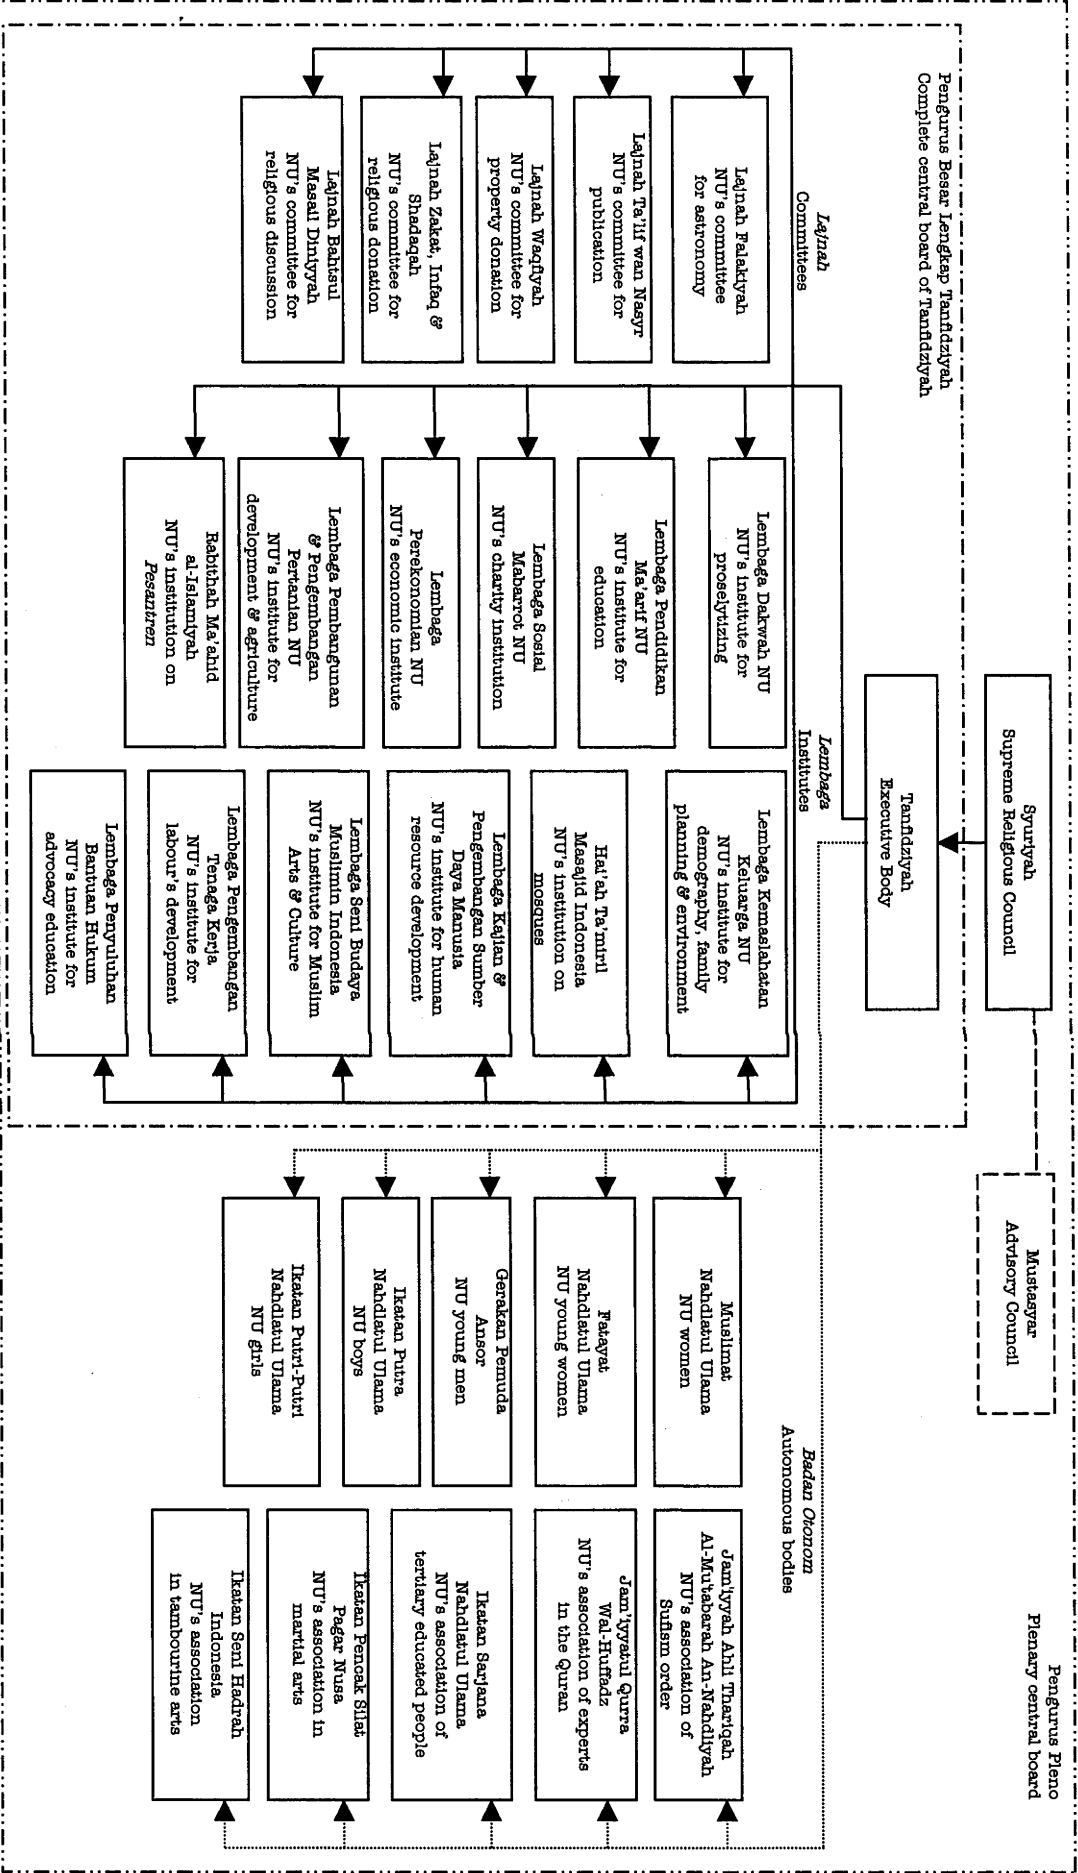 Pengurus Pleno
Plenary central board
Syuriyah
Supreme Religious Council
Mustasyar
Advisory Council
Pengurus Besar Lengkap Tanfidziyah
Complete central board of Tanfidziyah
Tanfidziyah
Executive Body
Lajnah
Committees
Lajnah Falakiyah
NU's committee
for astronomy
Lajnah Ta'lif wan Nasyr
NU's committee for
publication
Lajnah Waqfiyah
NU's committee for
property donation
Lajnah Zakat, Infaq &
Shadaqah
NU's committee for
religious donation
Lajnah Bahtsul
Masail Diniyyah
NU's committee for
religious discussion
Lembaga
Institutes
Lembaga Dakwah NU
NU's institute for
proselytizing
Lembaga Pendidikan
Ma'arif NU
NU's institute for
education
Lembaga Sosial
Mabarrot NU
NU's charity institution
Lembaga
Perekonomian NU
NU's economic institute
Lembaga Pembangunan
& Pengembangan
Pertanian NU
NU's institute for
development & agriculture
Rabithah Ma'ahid
al-Islamiyah
NU's institution on
Pesantren
Lembaga Kemaslahatan
Keluarga NU
NU's institute for
demography, family
planning & environment
Hai'ah Ta'miril
Masajid Indonesia
NU's institution on
mosques
Lembaga Kajian &
Pengembangan Sumber
Daya Manusia
NU's institute for human
resource development
Lembaga Seni Budaya
Muslimin Indonesia
NU's institute for Muslim
Arts & Culture
Lembaga Pengembangan
Tenaga Kerja
NU's institute for
labour's development
Lembaga Penyuluhan
Bantuan Hukum
NU's institute for
advocacy education
Badan Otonom
Autonomous bodies
Muslimat
Nahdlatul Ulama
NU women
Fatayat
Nahdlatul Ulama
NU young women
Gerakan Pemuda
Ansor
NU young men
Ikatan Putra
Nahdlatul Ulama
NU boys
Ikatan Putri-Putri
Nahdlatul Ulama
NU girls
Jam'iyyah Ahli Thariqah
Al-Mu'tabarah An-Nahdliyah
NU's association of
Sufism order
Jam'iyyatul Qurra
Wal-Huffadz
NU's association of experts
in the Quran
Ikatan Sarjana
Nahdlatul Ulama
NU's association of
tertiary educated people
Ikatan Pencak Silat
Pagar Nusa
NU's association in
martial arts
Ikatan Seni Hadrah
Indonesia
NU's association
in tambourine arts